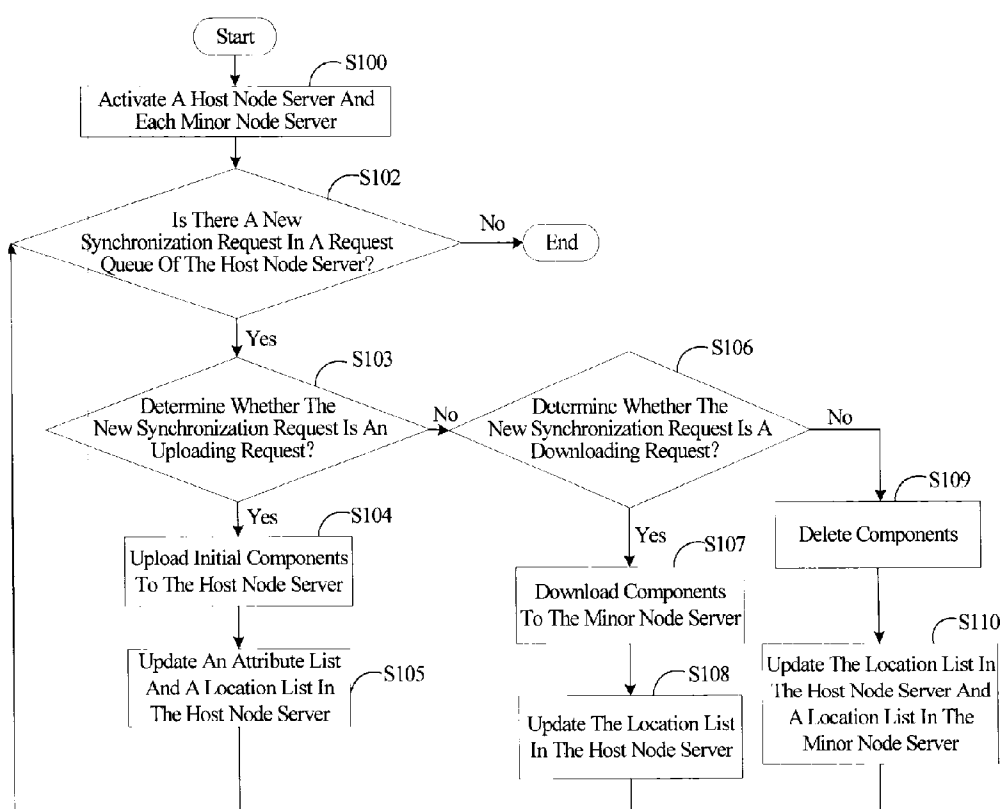 Start
S100
Activate A Host Node Server And
Each Minor Node Server
S102
Is There A New
Synchronization Request In A Request
Queue Of The Host Node Server?
No
End
Yes
S103
Determine Whether The
New Synchronization Request Is An
Uploading Request?
No
S106
Determine Whether The
New Synchronization Request Is A
Downloading Request?
No
S109
Delete Components
Yes
S104
Upload Initial Components
To The Host Node Server
Yes
S107
Download Components
To The Minor Node Server
S105
Update An Attribute List
And A Location List In
The Host Node Server
S108
Update The Location List
In The Host Node Server
S110
Update The Location List In
The Host Node Server And
A Location List In The
Minor Node Server